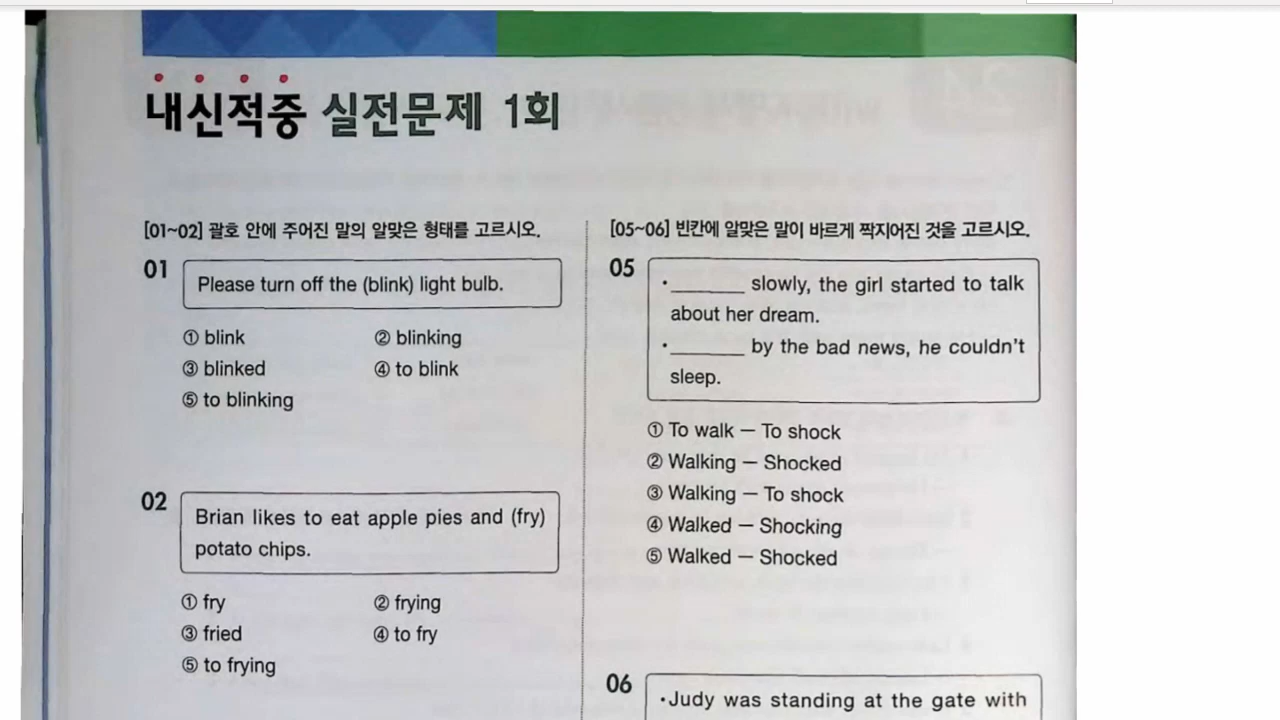 내신적중 실전문제 1회
[01~02] 괄호 안에 주어진 말의 알맞은 형태를 고르시오.
01
Please turn off the (blink) light bulb.
① blink ② blinking
③ blinked ④ to blink
⑤ to blinking
02
Brian likes to eat apple pies and (fry)
potato chips.
① fry ② frying
③ fried ④ to fry
⑤ to frying
[05~06] 빈칸에 알맞은 말이 바르게 짝지어진 것을 고르시오.
05
•________ slowly, the girl started to talk
about her dream.
•________ by the bad news, he couldn't
sleep.
① To walk – To shock
② Walking – Shocked
③ Walking – To shock
④ Walked – Shocking
⑤ Walked – Shocked
06
•Judy was standing at the gate with